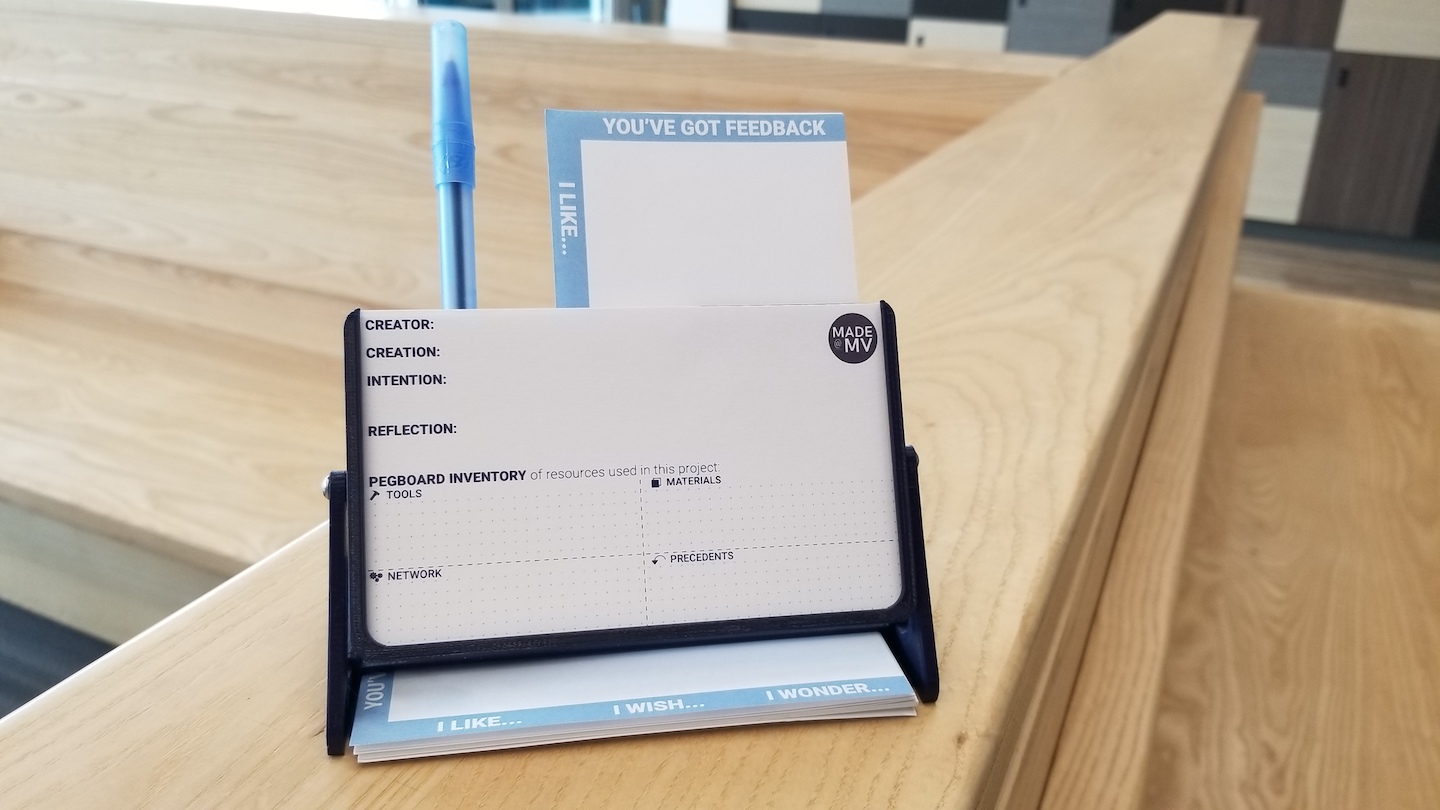 YOU'VE GOT FEEDBACK
I LIKE...
CREATOR:
CREATION:
INTENTION:
REFLECTION:
MADE
@ MV
PEGBOARD INVENTORY of resources used in this project:
TOOLS
MATERIALS
NETWORK
PRECEDENTS
I LIKE...
I WISH...
I WONDER...